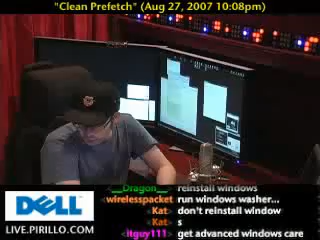 "Clean Prefetch" (Aug 27, 2007 10:08pm)
DELL
LIVE.PIRILLO.COM
<__Dragon__> reinstall windows
<wirelesspacket> run windows washer...
<Kat> don't reinstall window
<Kat> s
<itguy111> get advanced windows care